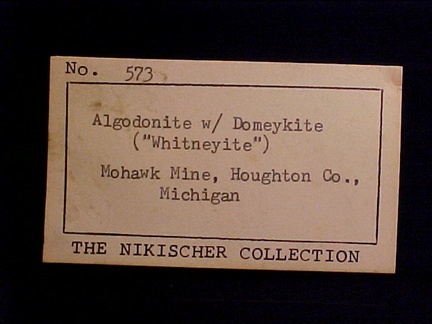 No. 573
Algodonite w/ Domeykite
("Whitneyite")
Mohawk Mine, Houghton Co.,
Michigan
THE NIKISCHER COLLECTION